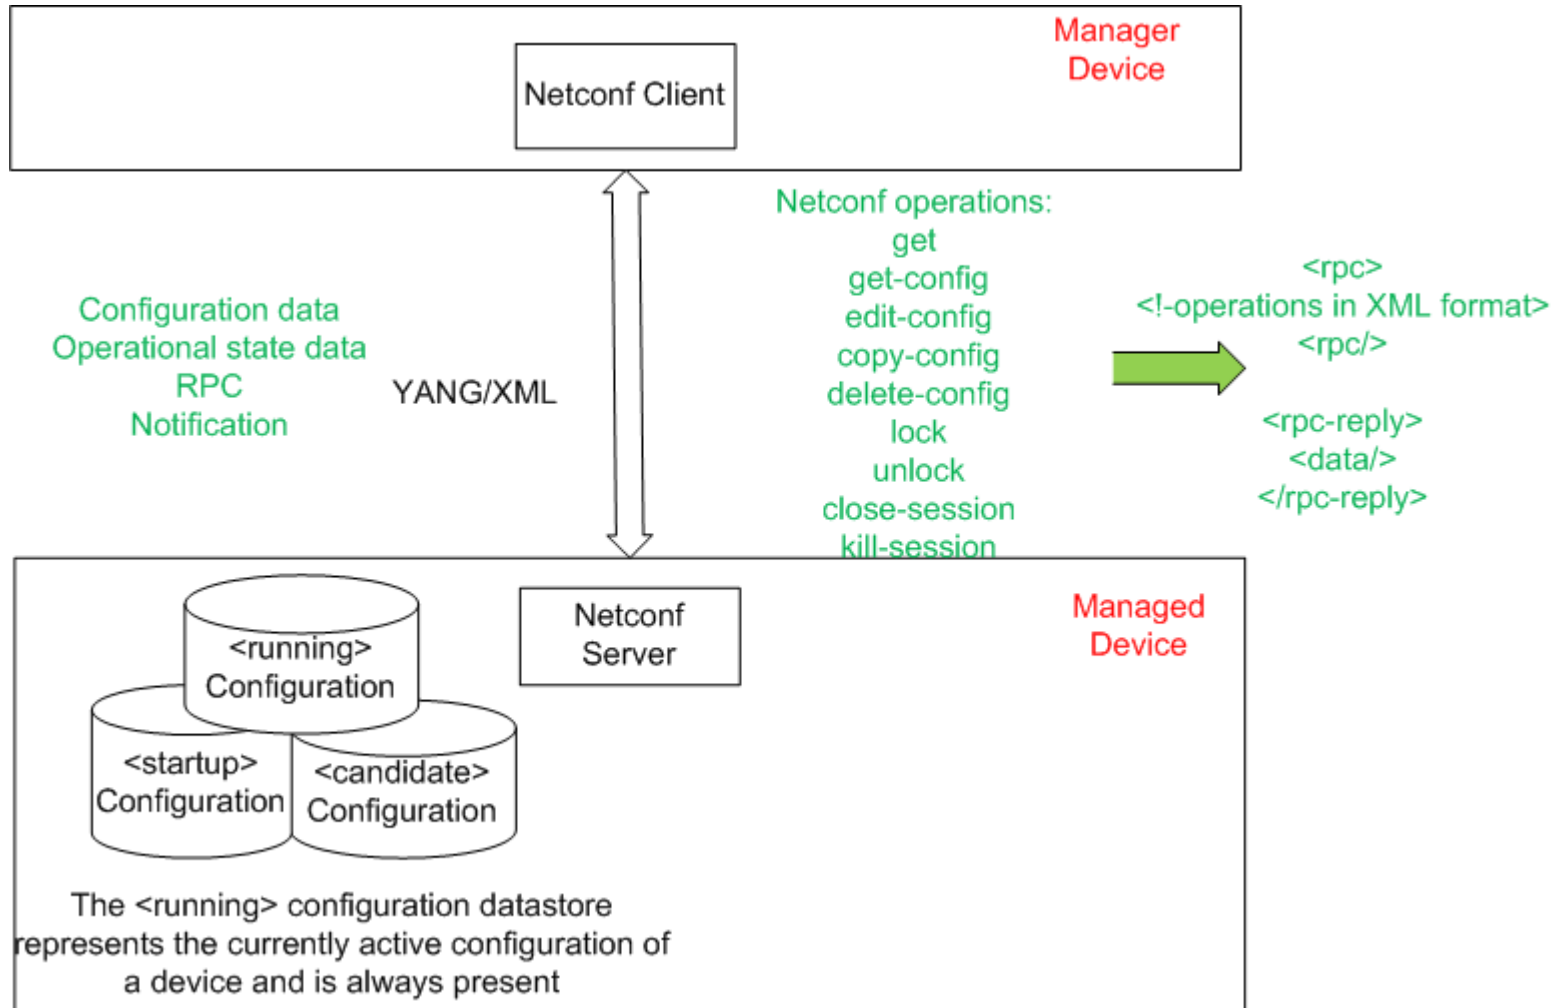 Manager
Device
Netconf Client
Netconf operations:
get
get-config
edit-config
copy-config
delete-config
lock
unlock
close-session
kill-session
<rpc>
<!-operations in XML format>
<rpc/>
<rpc-reply>
<data/>
</rpc-reply>
Configuration data
Operational state data
RPC
Notification
YANG/XML
Managed
Device
Netconf
Server
<running>
Configuration
<startup>
Configuration
<candidate>
Configuration
The <running> configuration datastore
represents the currently active configuration of
a device and is always present